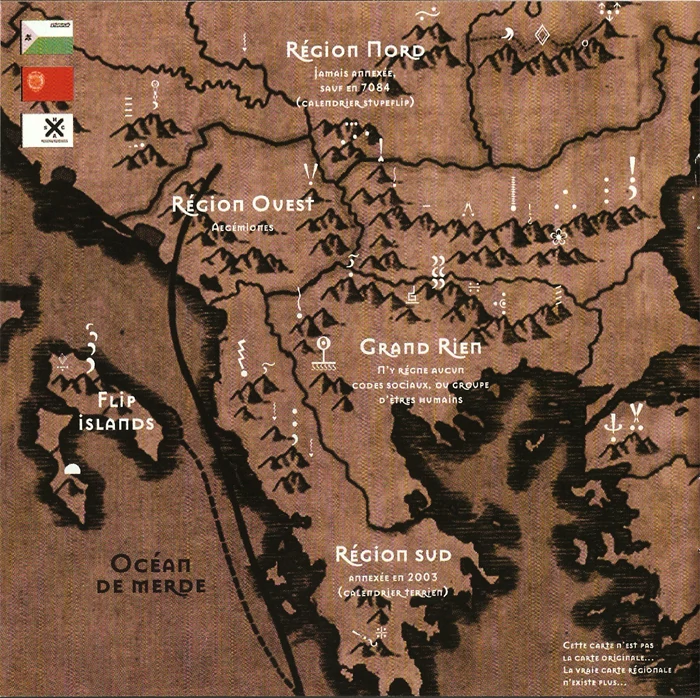 Région Nord
jamais annexée,
sauf en 7084
(calendrier Stupeflip)
Région Ouest
Aegémiones
Grand Rien
N'y règne aucun
codes sociaux, ou groupe
d'êtres humains
Flip
islands
Région sud
annexée en 2003
(calendrier terrien)
Océan
de merde
Cette carte n'est pas
la carte originale...
La vraie carte régionale
n'existe plus...